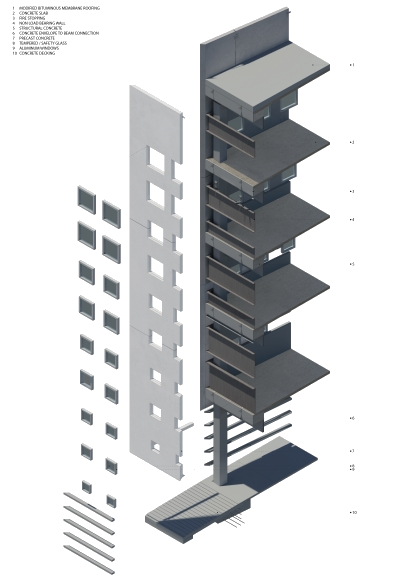 1 MODIFIED BITUMINOUS MEMBRANE ROOFING
2 CONCRETE SLAB
3 FIRE STOPPING
4 NON LOAD BEARING WALL
5 STRUCTURAL CONCRETE
6 CONCRETE ENVELOPE TO BEAM CONNECTION
7 PRECAST CONCRETE
8 TEMPERED / SAFETY GLASS
9 ALUMINUM WINDOWS
10 CONCRETE DECKING
1
2
3
4
5
6
7
8
9
10